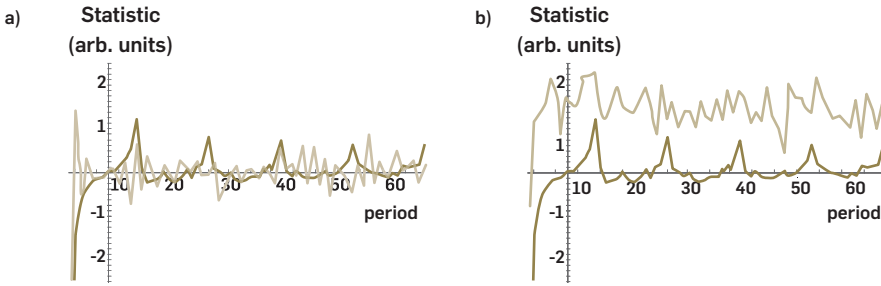 a)
Statistic
(arb. units)
2
1
-1
-2
10 20 30 40 50 60
period
b)
Statistic
(arb. units)
2
1
-1
-2
10 20 30 40 50 60
period